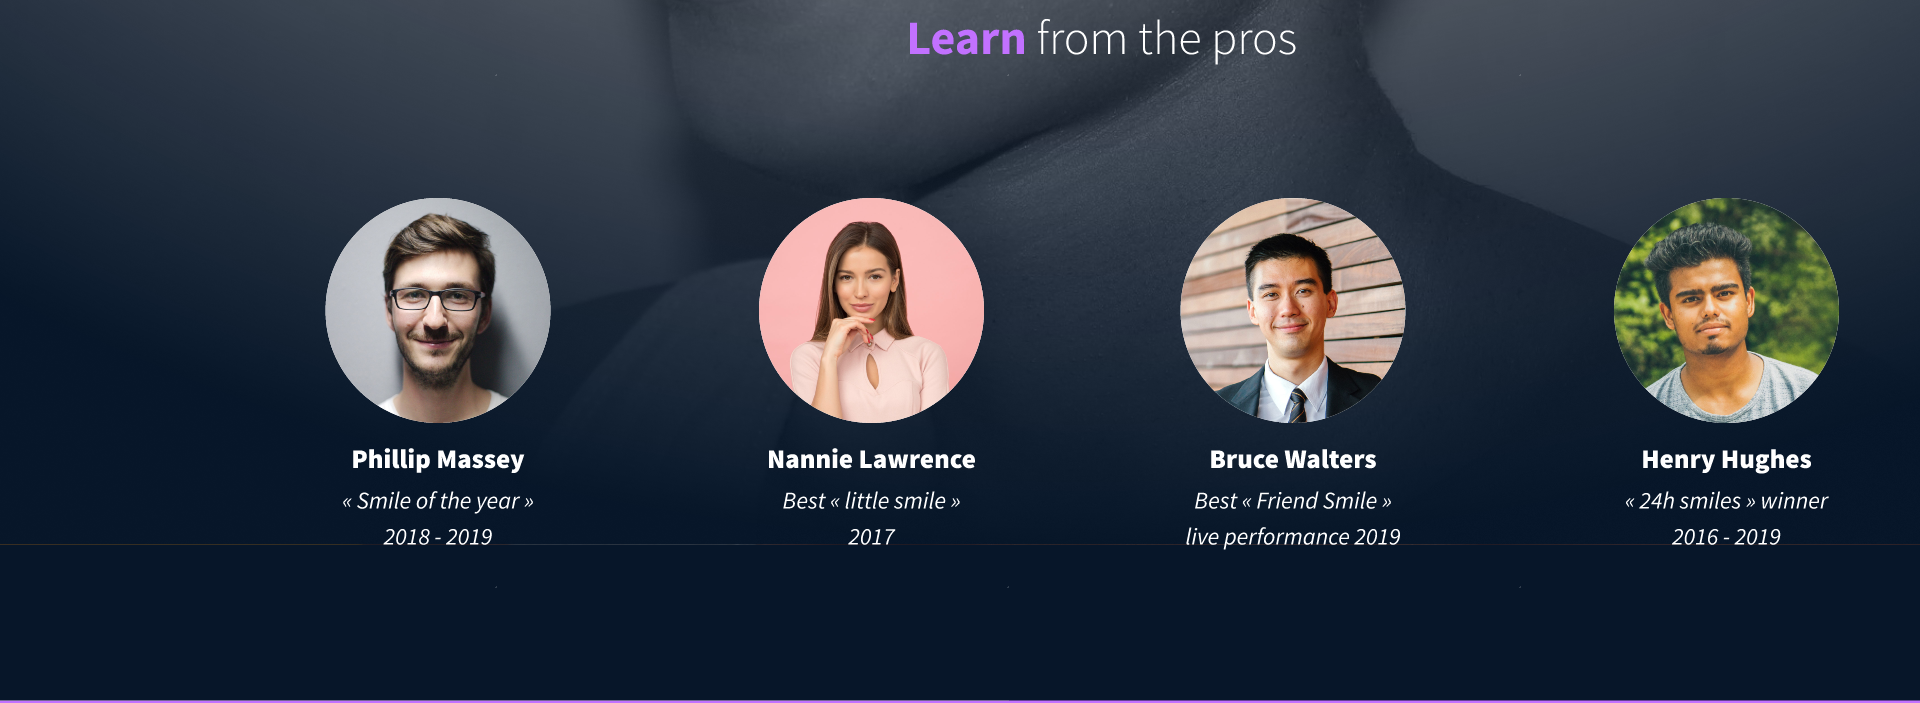 Learn from the pros
Phillip Massey
« Smile of the year »
2018 - 2019
Nannie Lawrence
Best « little smile »
2017
Bruce Walters
Best « Friend Smile »
live performance 2019
Henry Hughes
« 24h smiles » winner
2016 - 2019